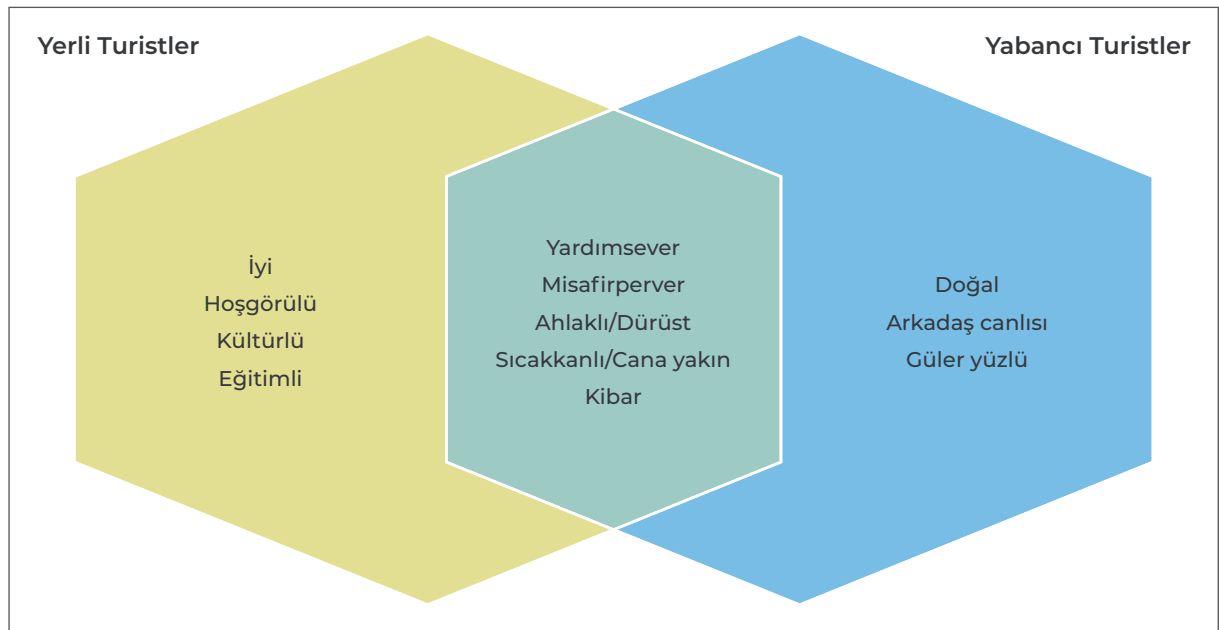 Yerli Turistler
Yabancı Turistler
İyi
Hoşgörülü
Kültürlü
Eğitimli
Yardımsever
Misafirperver
Ahlaklı/Dürüst
Sıcakkanlı/Cana yakın
Kibar
Doğal
Arkadaş canlısı
Güler yüzlü